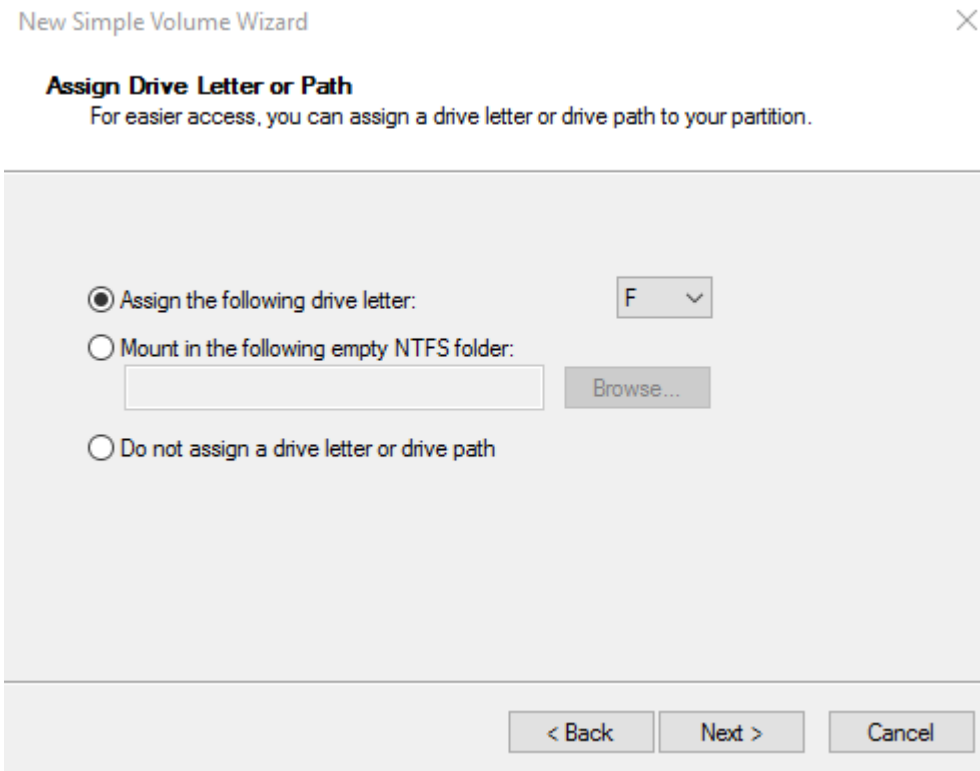 New Simple Volume Wizard
Assign Drive Letter or Path
For easier access, you can assign a drive letter or drive path to your partition.
Assign the following drive letter: F
Mount in the following empty NTFS folder:
Browse...
Do not assign a drive letter or drive path
< Back Next > Cancel